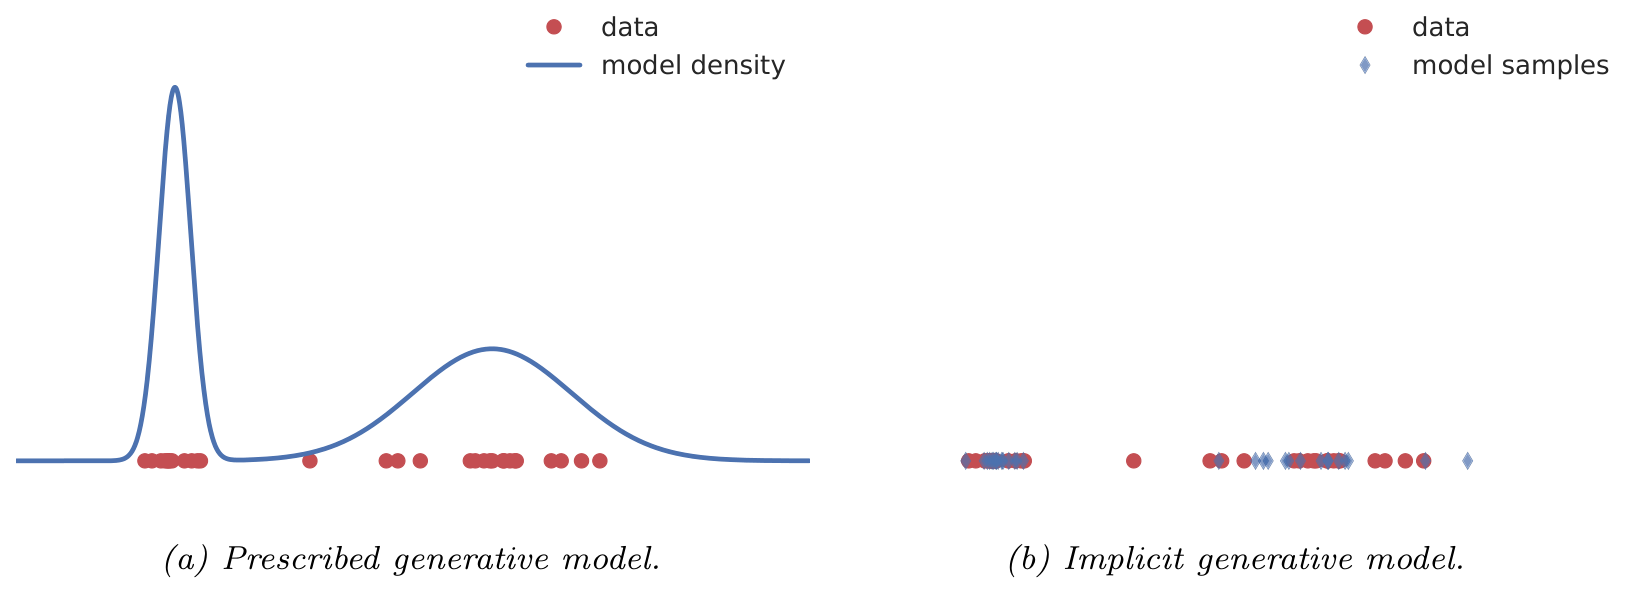 data
model density
data
model samples
(a) Prescribed generative model.
(b) Implicit generative model.